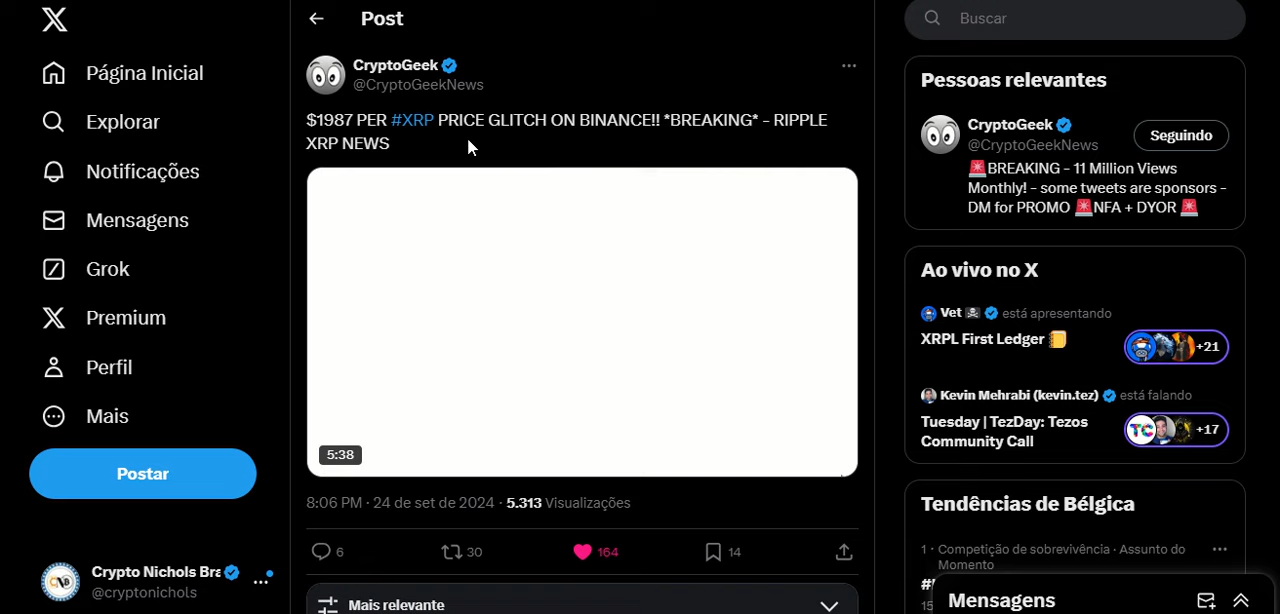 Página Inicial
Explorar
Notificações
Mensagens
Grok
Premium
Perfil
Mais
Postar
Crypto Nichols Bra
@cryptonichols
Post
CryptoGeek
@CryptoGeekNews
$1987 PER #XRP PRICE GLITCH ON BINANCE!! *BREAKING* - RIPPLE
XRP NEWS
5:38
8:06 PM · 24 de set de 2024 · 5.313 Visualizações
6 30 164 14
Mais relevante
Buscar
Pessoas relevantes
CryptoGeek
@CryptoGeekNews
Seguindo
🚨BREAKING - 11 Million Views
Monthly! - some tweets are sponsors -
DM for PROMO 🚨NFA + DYOR 🚨
Ao vivo no X
Vet está apresentando
XRPL First Ledger
+21
Kevin Mehrabi (kevin.tez) está falando
Tuesday | TezDay: Tezos
Community Call
+17
Tendências de Bélgica
1 · Competição de sobrevivência · Assunto do
Momento
Mensagens